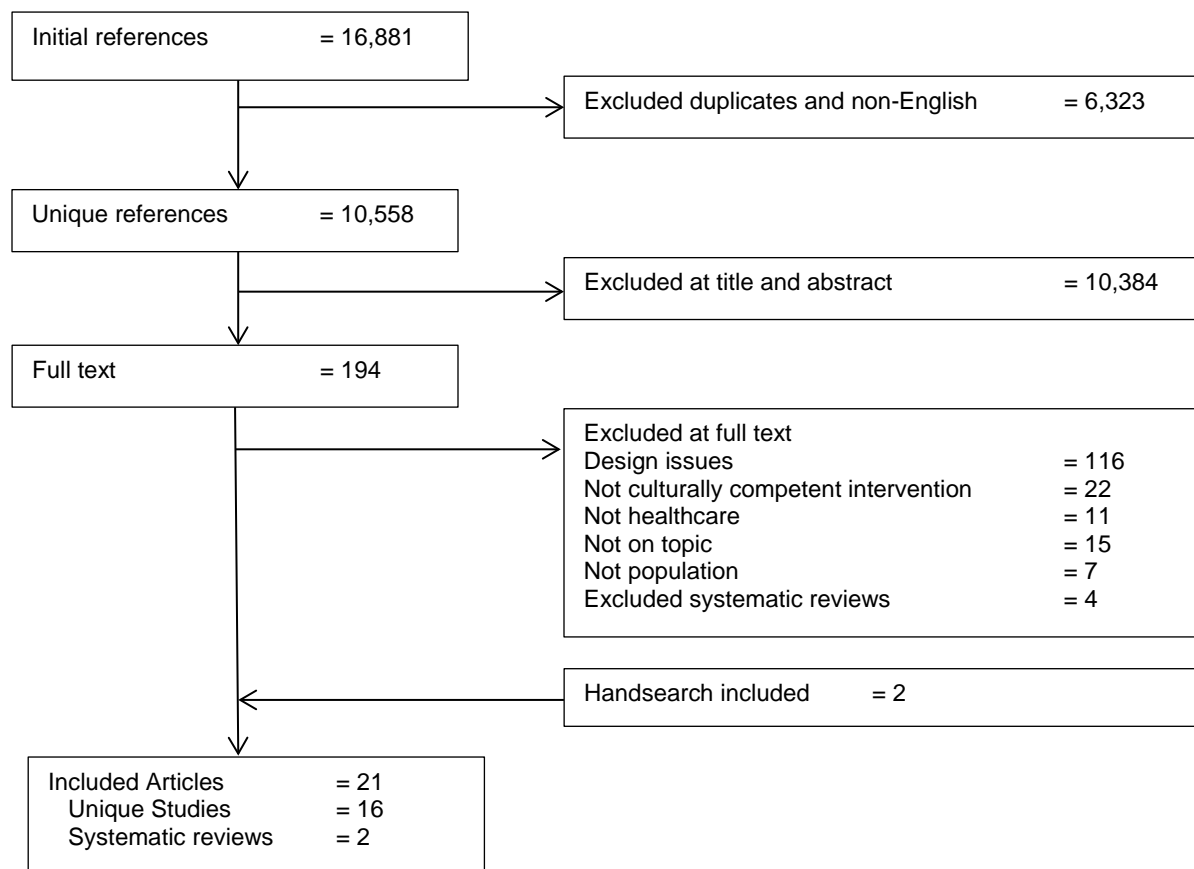 Initial references = 16,881
Excluded duplicates and non-English = 6,323
Unique references = 10,558
Excluded at title and abstract = 10,384
Full text = 194
Excluded at full text
Design issues = 116
Not culturally competent intervention = 22
Not healthcare = 11
Not on topic = 15
Not population = 7
Excluded systematic reviews = 4
Handsearch included = 2
Included Articles = 21
Unique Studies = 16
Systematic reviews = 2